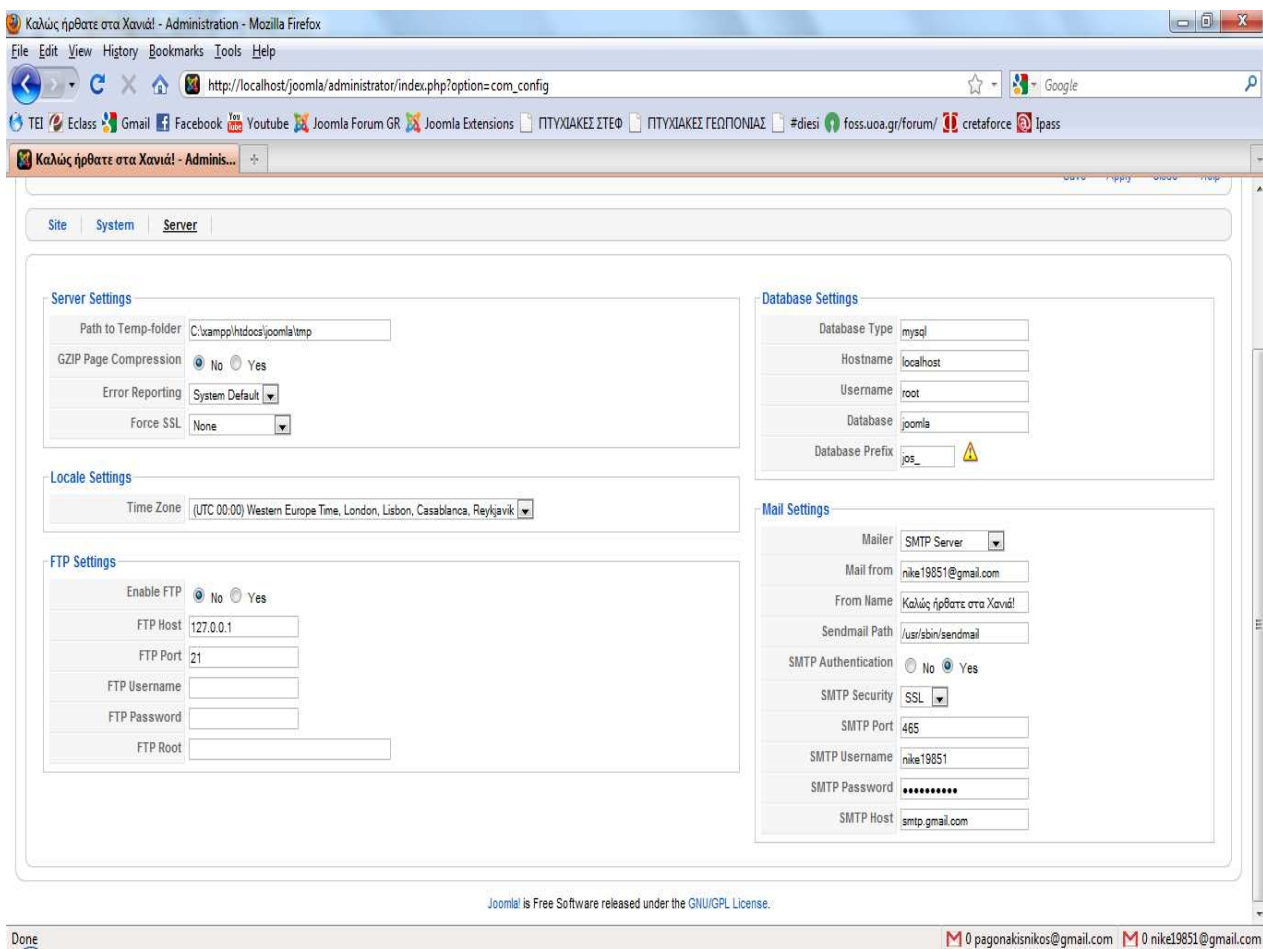 Καλώς ήρθατε στα Χανιά! - Administration - Mozilla Firefox
File Edit View History Bookmarks Tools Help
http://localhost/joomla/administrator/index.php?option=com_config Google
TEI Eclass Gmail Facebook Youtube Joomla Forum GR Joomla Extensions ΠΤΥΧΙΑΚΕΣ ΣΤΕΦ ΠΤΥΧΙΑΚΕΣ ΓΕΩΠΟΝΙΑΣ #diesi foss.uoa.gr/forum/ cretaforce Ipass
Καλώς ήρθατε στα Χανιά! - Adminis...
Save Apply Close Help
Site System Server
Server Settings
Path to Temp-folder C:\xampp\htdocs\joomla\tmp
GZIP Page Compression No Yes
Error Reporting System Default
Force SSL None
Locale Settings
Time Zone (UTC 00:00) Western Europe Time, London, Lisbon, Casablanca, Reykjavik
FTP Settings
Enable FTP No Yes
FTP Host 127.0.0.1
FTP Port 21
FTP Username
FTP Password
FTP Root
Database Settings
Database Type mysql
Hostname localhost
Username root
Database joomla
Database Prefix jos_
Mail Settings
Mailer SMTP Server
Mail from nike19851@gmail.com
From Name Καλώς ήρθατε στα Χανιά!
Sendmail Path /usr/sbin/sendmail
SMTP Authentication No Yes
SMTP Security SSL
SMTP Port 465
SMTP Username nike19851
SMTP Password ••••••••••
SMTP Host smtp.gmail.com
Joomla! is Free Software released under the GNU/GPL License.
Done 0 pagonakisnikos@gmail.com 0 nike19851@gmail.com